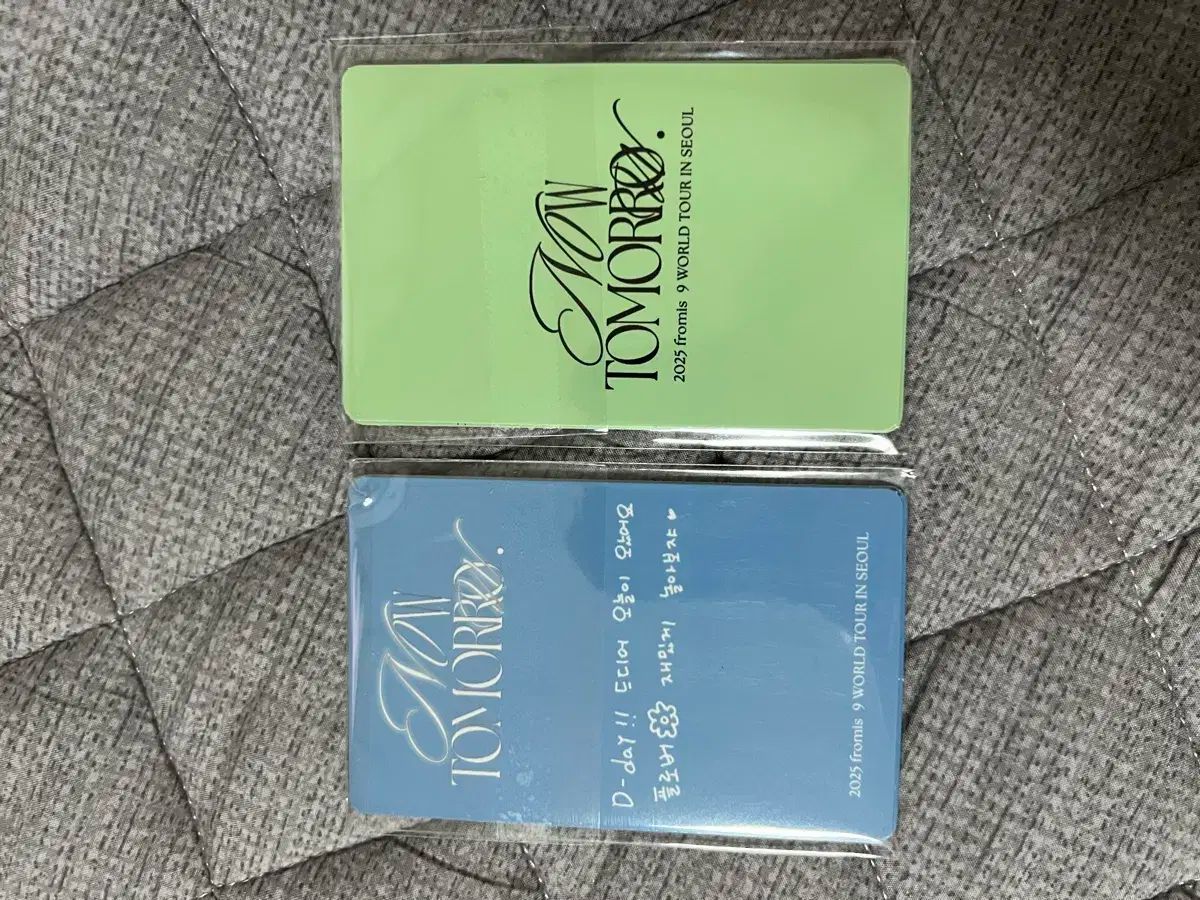 NOW
TOMORROW.
D-day!! 드디어 오늘이
플로버 재밌게
2025 fromis 9 WORLD TOUR IN SEOUL
NOW
TOMORROW.
2025 fromis 9 WORLD TOUR IN SEOUL